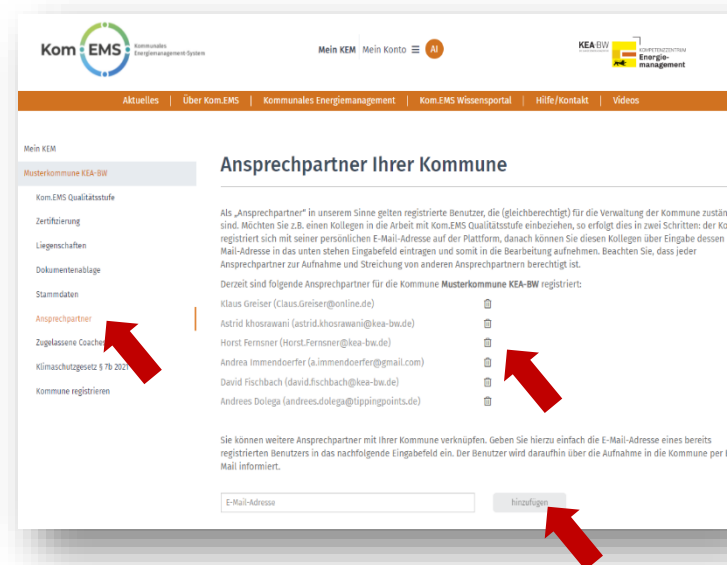 Kom EMS Kommunales Energiemanagement-System
Mein KEM Mein Konto ☰ AI
KEA-BW
KOMPETENZZENTRUM
Energie-
management
Aktuelles | Über Kom.EMS | Kommunales Energiemanagement | Kom.EMS Wissensportal | Hilfe/Kontakt | Videos
Mein KEM
Musterkommune KEA-BW
Kom.EMS Qualitätsstufe
Zertifizierung
Liegenschaften
Dokumentenablage
Stammdaten
Ansprechpartner
Zugelassene Coaches
Klimaschutzgesetz § 7b 2021
Kommune registrieren
Ansprechpartner Ihrer Kommune
Als „Ansprechpartner“ in unserem Sinne gelten registrierte Benutzer, die (gleichberechtigt) für die Verwaltung der Kommune zustän
sind. Möchten Sie z.B. einen Kollegen in die Arbeit mit Kom.EMS Qualitätsstufe einbeziehen, so erfolgt dies in zwei Schritten: der Ko
registriert sich mit seiner persönlichen E-Mail-Adresse auf der Plattform, danach können Sie diesen Kollegen über Eingabe dessen
Mail-Adresse in das unten stehen Eingabefeld eintragen und somit in die Bearbeitung aufnehmen. Beachten Sie, dass jeder
Ansprechpartner zur Aufnahme und Streichung von anderen Ansprechpartnern berechtigt ist.
Derzeit sind folgende Ansprechpartner für die Kommune Musterkommune KEA-BW registriert:
Klaus Greiser (Claus.Greiser@online.de)
Astrid khosrawani (astrid.khosrawani@kea-bw.de)
Horst Fernsner (Horst.Fernsner@kea-bw.de)
Andrea Immendoerfer (a.immendoerfer@gmail.com)
David Fischbach (david.fischbach@kea-bw.de)
Andrees Dolega (andrees.dolega@tippingpoints.de)
Sie können weitere Ansprechpartner mit Ihrer Kommune verknüpfen. Geben Sie hierzu einfach die E-Mail-Adresse eines bereits
registrierten Benutzers in das nachfolgende Eingabefeld ein. Der Benutzer wird daraufhin über die Aufnahme in die Kommune per
Mail informiert.
E-Mail-Adresse
hinzufügen